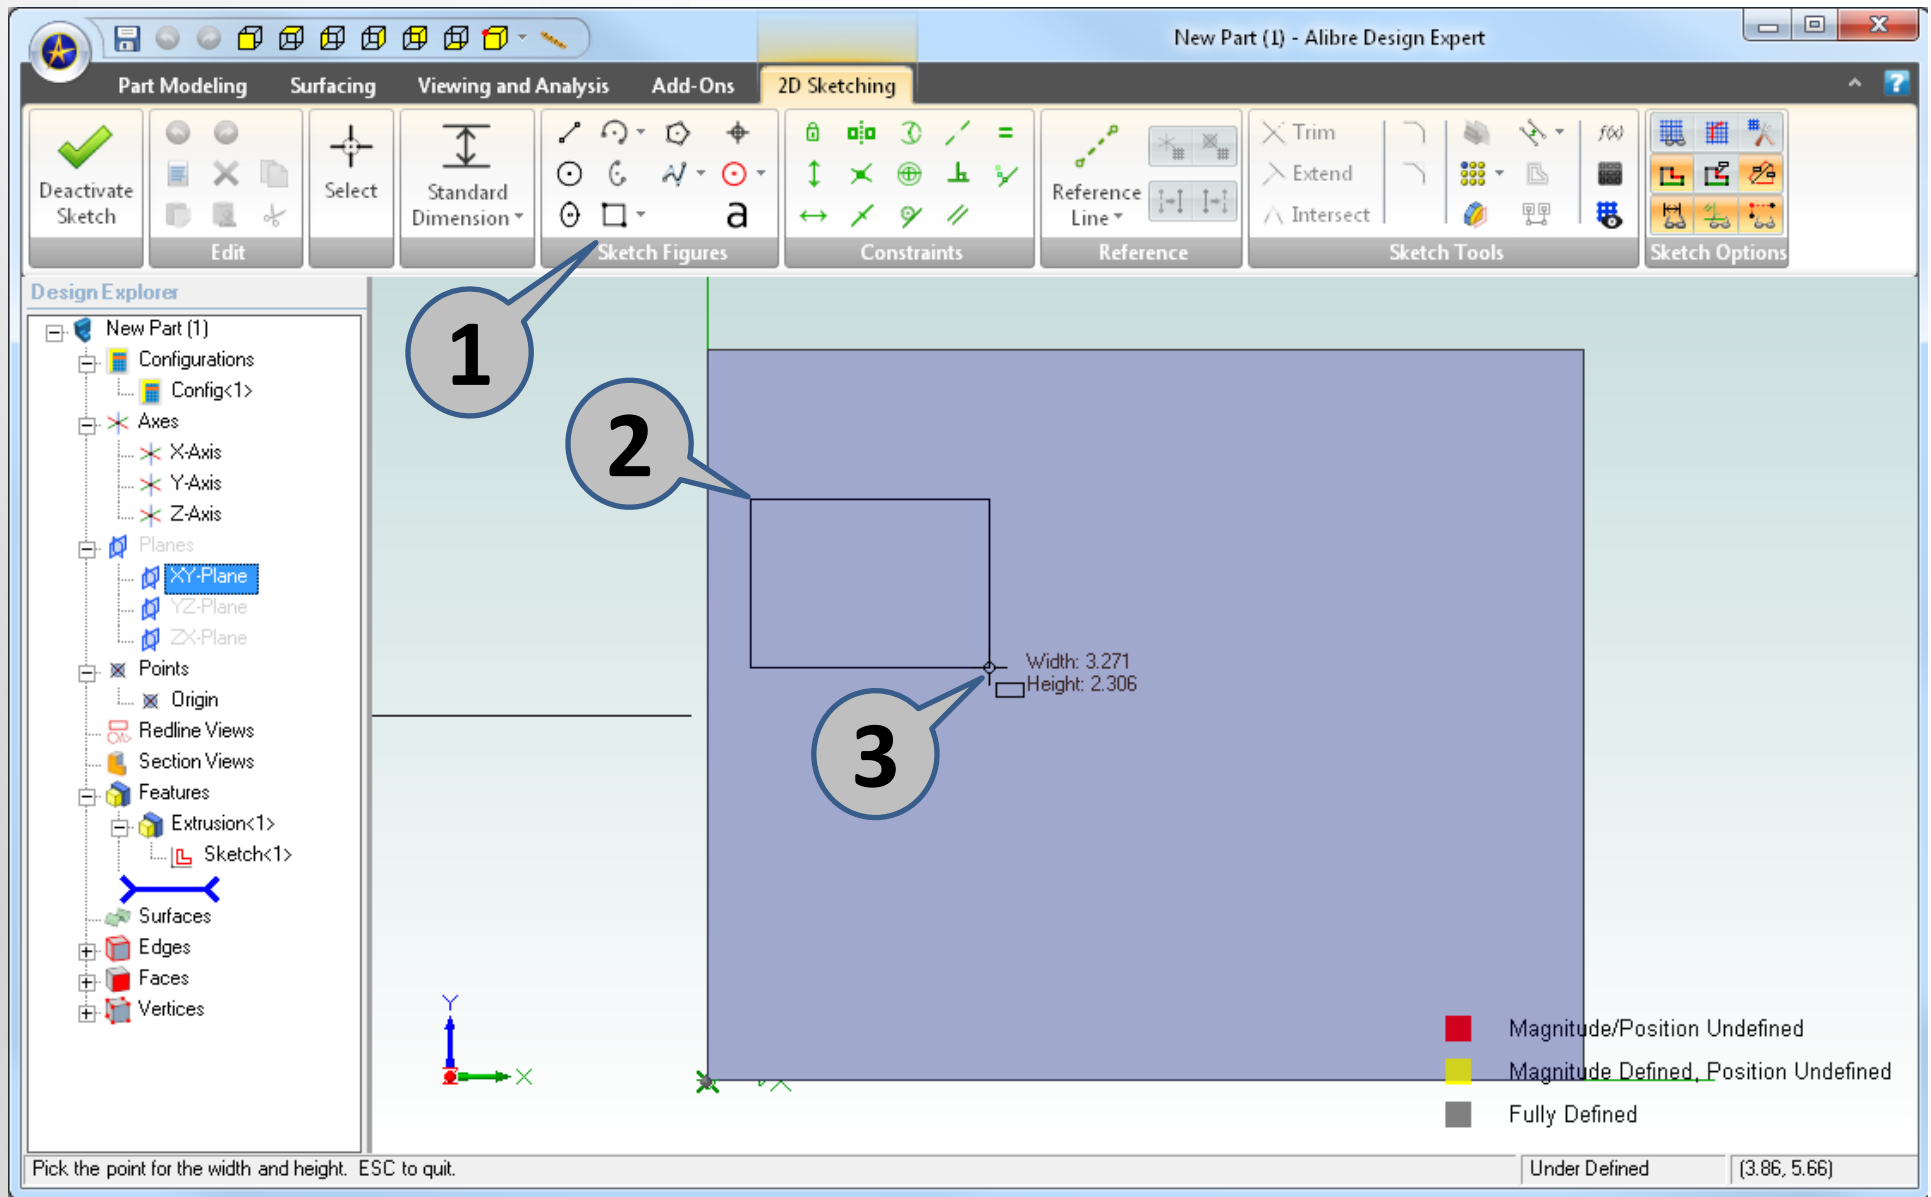 New Part (1) - Alibre Design Expert
Part Modeling Surfacing Viewing and Analysis Add-Ons 2D Sketching
Deactivate Sketch
Edit
Select
Standard Dimension
a
Sketch Figures
Constraints
Reference Line
Reference
Trim
Extend
Intersect
f(x)
Sketch Tools
Sketch Options
Design Explorer
New Part (1)
Configurations
Config<1>
Axes
X-Axis
Y-Axis
Z-Axis
Planes
XY-Plane
YZ-Plane
ZX-Plane
Points
Origin
Redline Views
Section Views
Features
Extrusion<1>
Sketch<1>
Surfaces
Edges
Faces
Vertices
1
2
3
Width: 3.271
Height: 2.306
Y
X
X
Magnitude/Position Undefined
Magnitude Defined, Position Undefined
Fully Defined
Pick the point for the width and height. ESC to quit.
Under Defined
(3.86, 5.66)